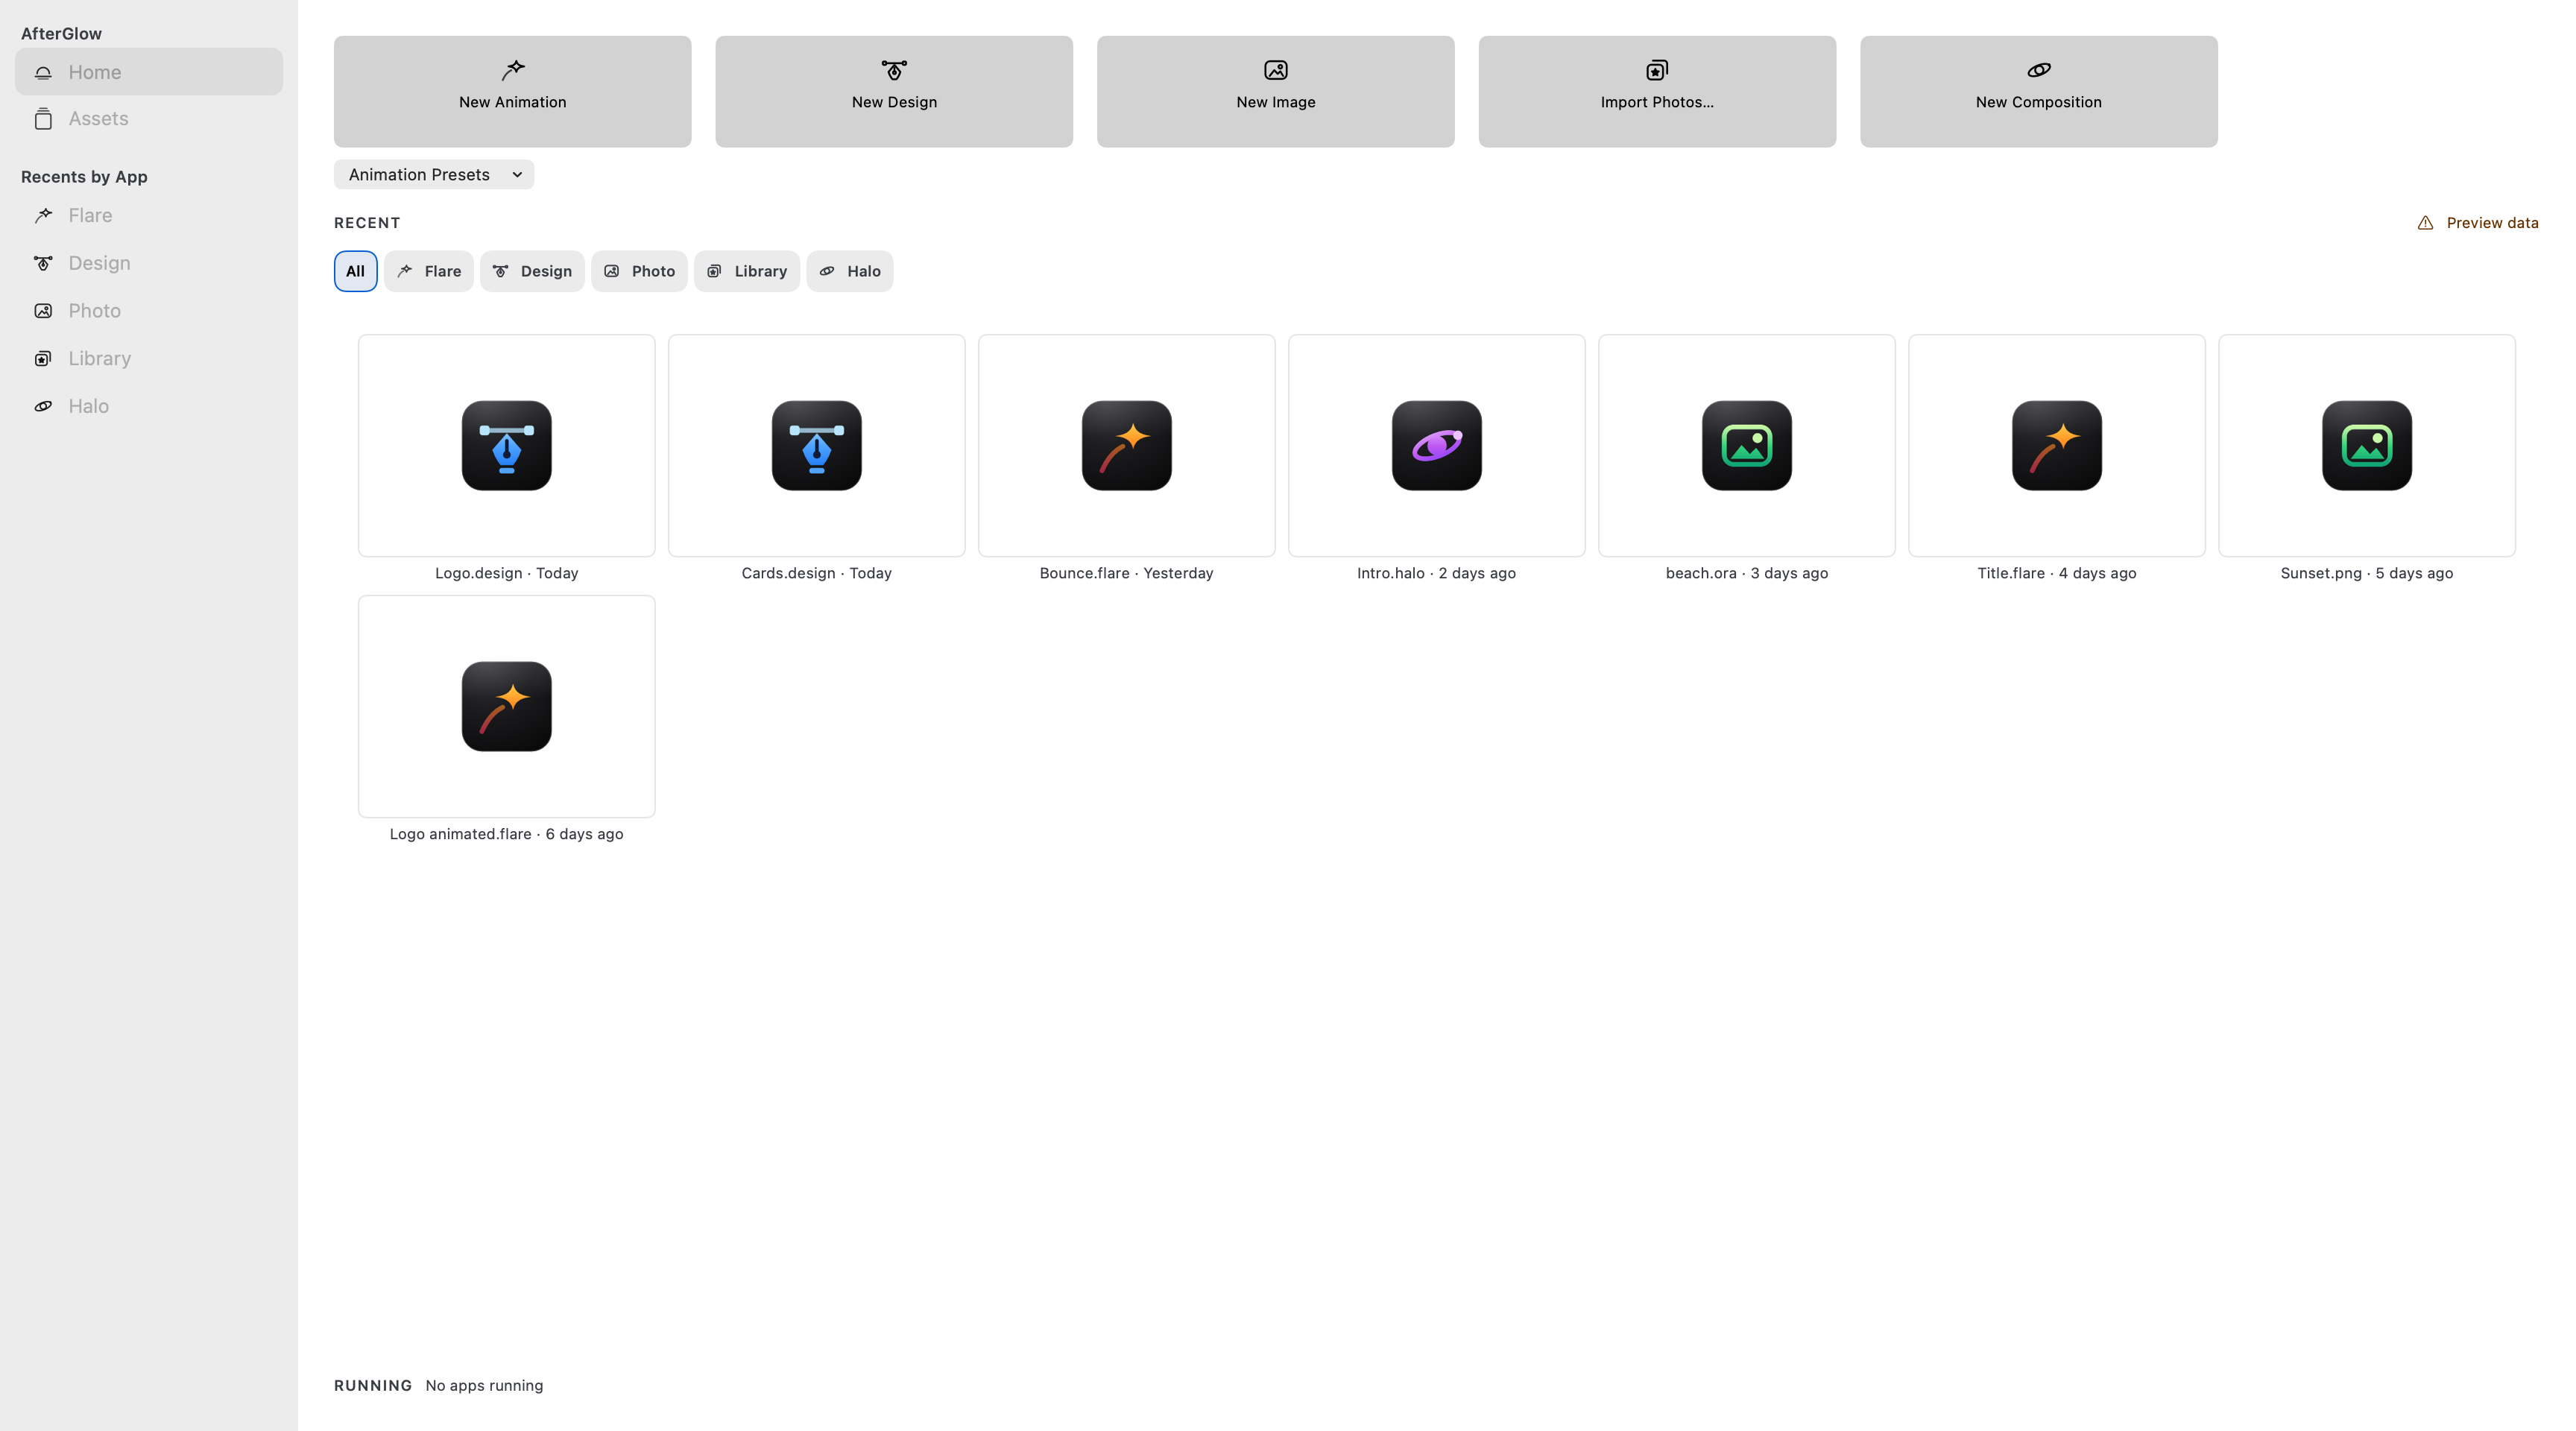 AfterGlow
Home
Assets
Recents by App
Flare
Design
Photo
Library
Halo
New Animation
New Design
New Image
Import Photos...
New Composition
Animation Presets
RECENT
Preview data
All
Flare
Design
Photo
Library
Halo
Logo.design · Today
Cards.design · Today
Bounce.flare · Yesterday
Intro.halo · 2 days ago
beach.ora · 3 days ago
Title.flare · 4 days ago
Sunset.png · 5 days ago
Logo animated.flare · 6 days ago
RUNNING No apps running